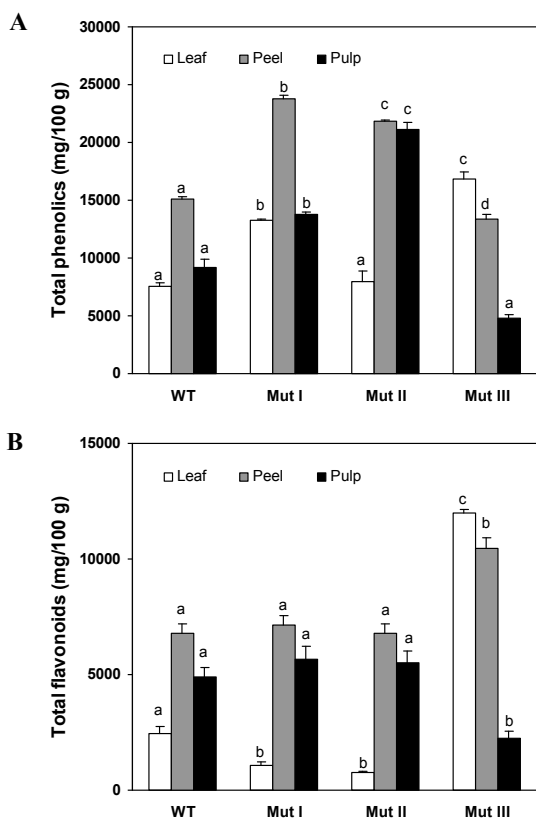 A
Total phenolics (mg/100 g)
30000
25000
20000
15000
10000
5000
0
Leaf Peel Pulp
a a a
b b b
a c c
c d a
WT Mut I Mut II Mut III
B
Total flavonoids (mg/100 g)
15000
10000
5000
0
Leaf Peel Pulp
a a a
b a a
b a a
c b b
WT Mut I Mut II Mut III